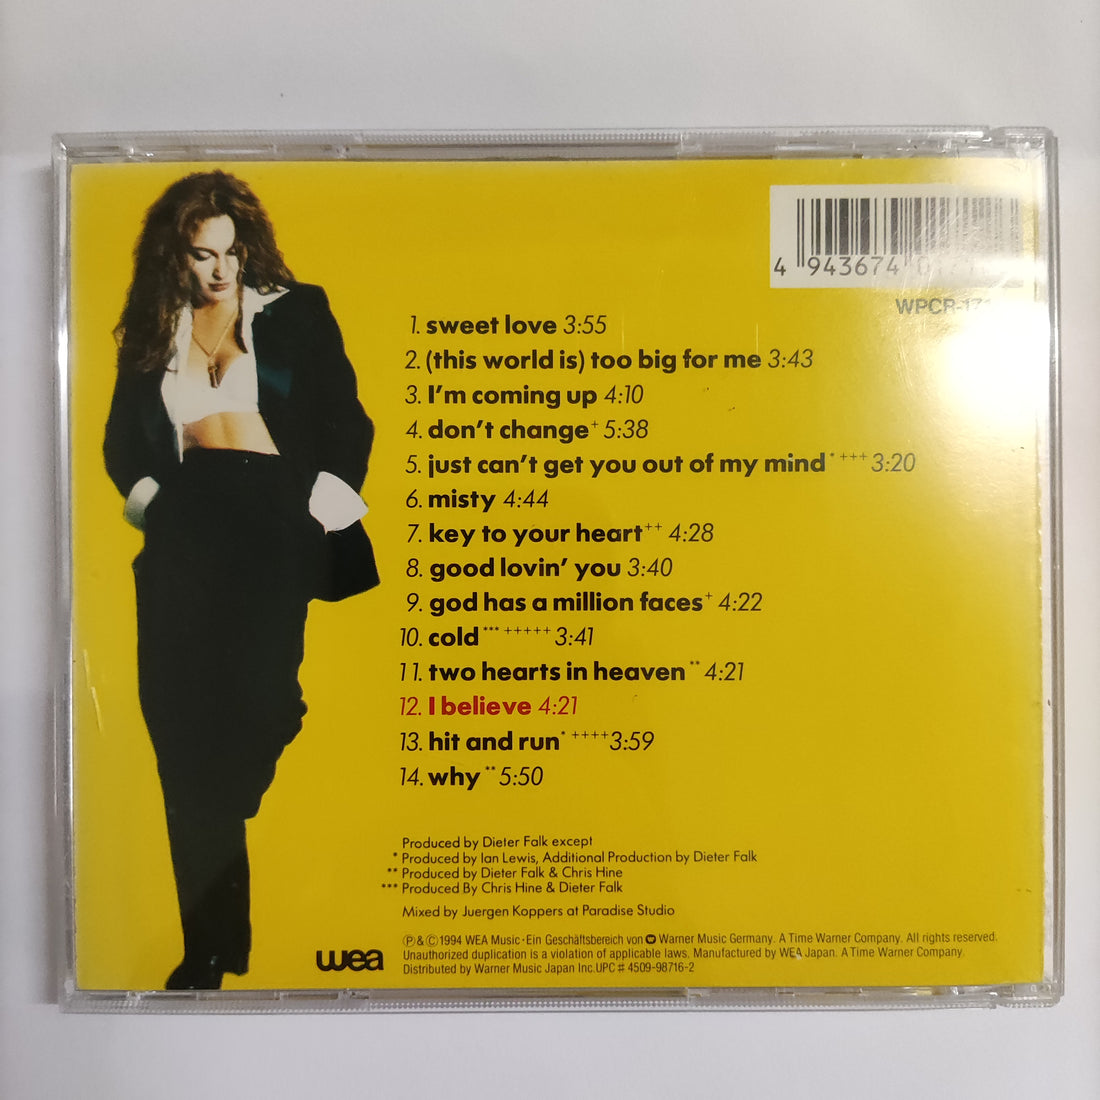 4 943674
WPCR-171
1. sweet love 3:55
2. (this world is) too big for me 3:43
3. I'm coming up 4:10
4. don't change+ 5:38
5. just can't get you out of my mind* +++ 3:20
6. misty 4:44
7. key to your heart++ 4:28
8. good lovin' you 3:40
9. god has a million faces+ 4:22
10. cold*** +++++ 3:41
11. two hearts in heaven** 4:21
12. I believe 4:21
13. hit and run* ++++ 3:59
14. why** 5:50
Produced by Dieter Falk except
* Produced by Ian Lewis, Additional Production by Dieter Falk
** Produced by Dieter Falk & Chris Hine
*** Produced By Chris Hine & Dieter Falk
Mixed by Juergen Koppers at Paradise Studio
wea
Ⓟ & © 1994 WEA Music · Ein Geschäftsbereich von Warner Music Germany. A Time Warner Company. All rights reserved.
Unauthorized duplication is a violation of applicable laws. Manufactured by WEA Japan. A Time Warner Company.
Distributed by Warner Music Japan Inc. UPC # 4509-98716-2